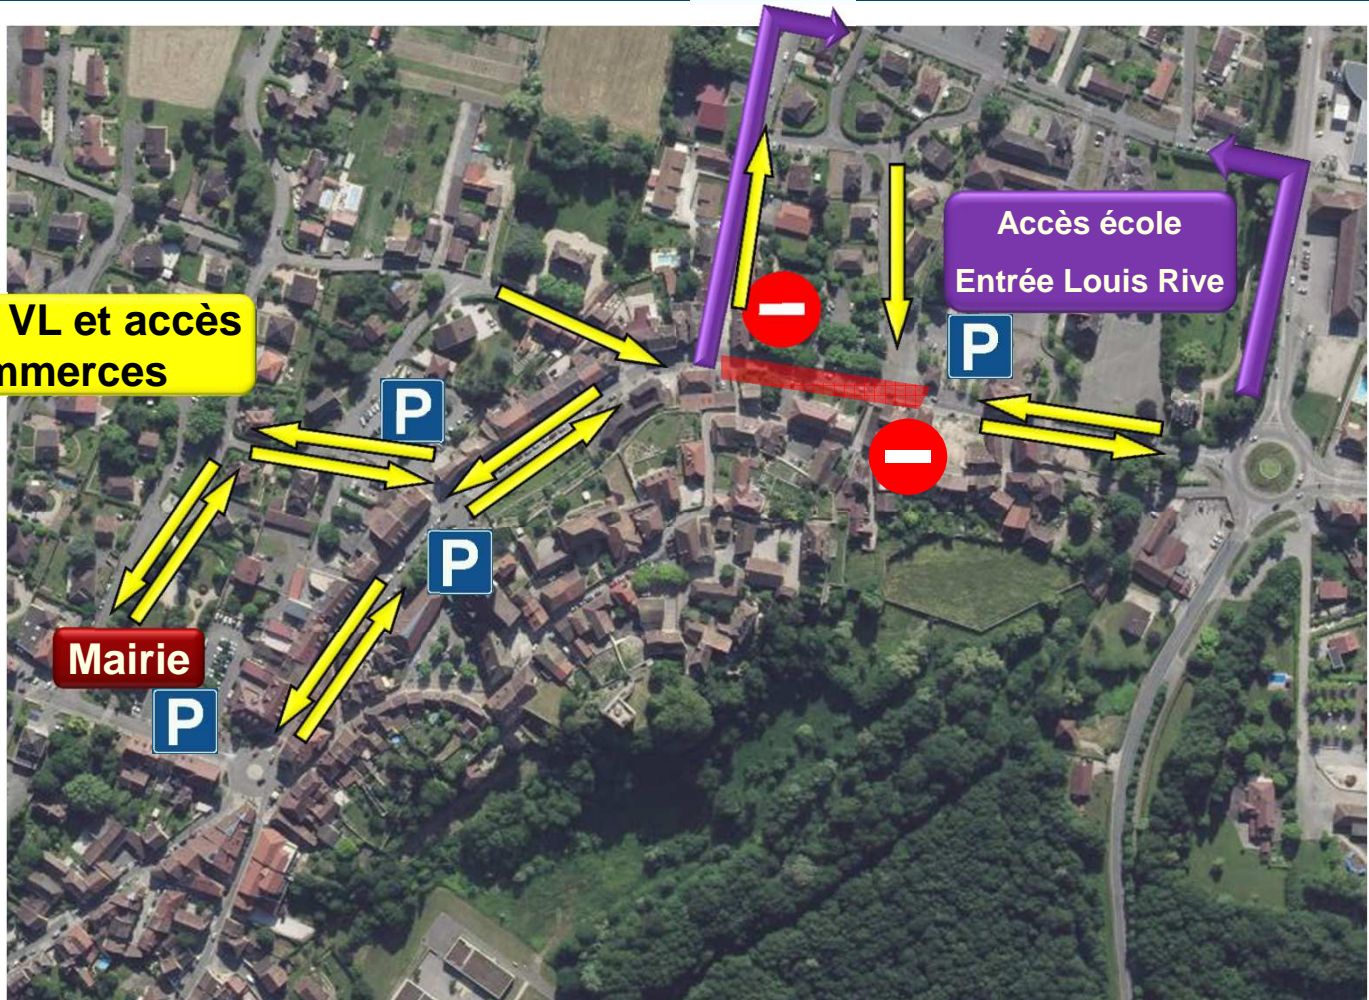 Accès école
Entrée Louis Rive
VL et accès
mmerces
P
P
P
P
Mairie